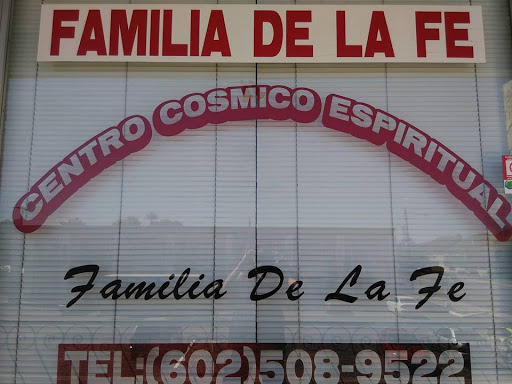 FAMILIA DE LA FE
CENTRO COSMICO ESPIRITUAL
Familia De La Fe
TEL:(602)508-9522